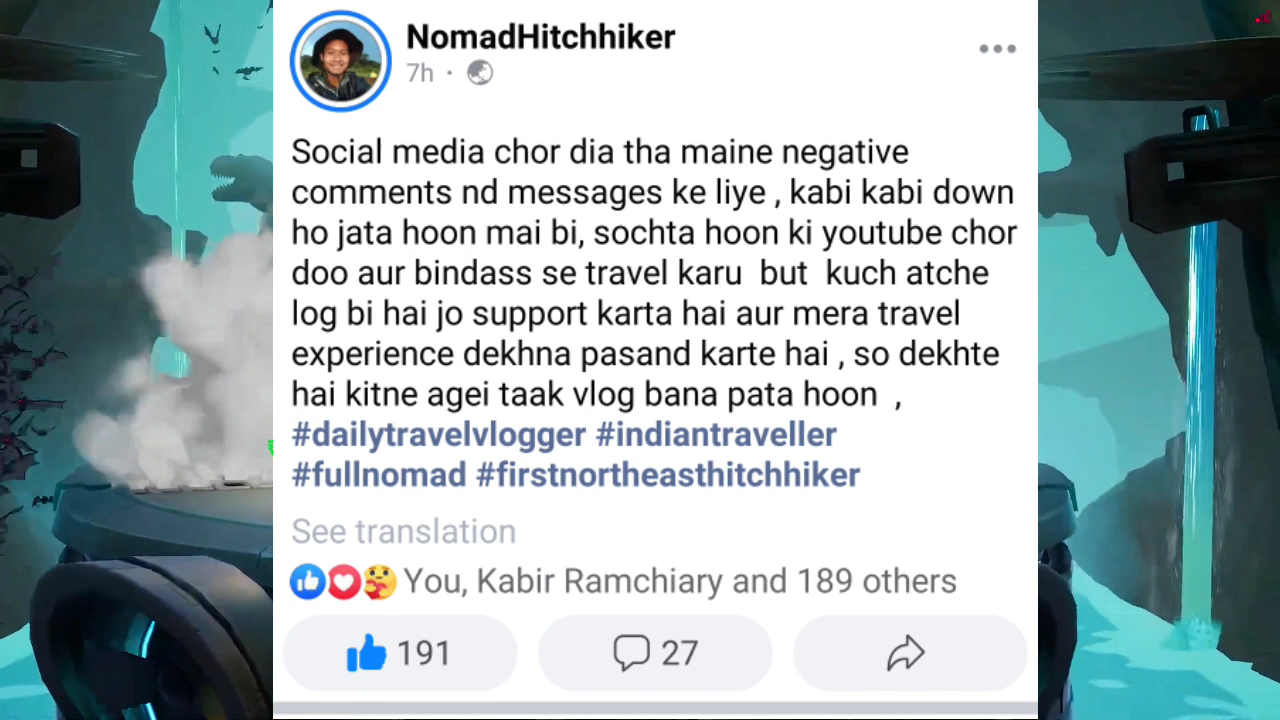 NomadHitchhiker
7h ·
Social media chor dia tha maine negative
comments nd messages ke liye , kabi kabi down
ho jata hoon mai bi, sochta hoon ki youtube chor
doo aur bindass se travel karu  but  kuch atche
log bi hai jo support karta hai aur mera travel
experience dekhna pasand karte hai , so dekhte
hai kitne agei taak vlog bana pata hoon  ,
#dailytravelvlogger #indiantraveller
#fullnomad #firstnortheasthitchhiker
See translation
You, Kabir Ramchiary and 189 others
191 27